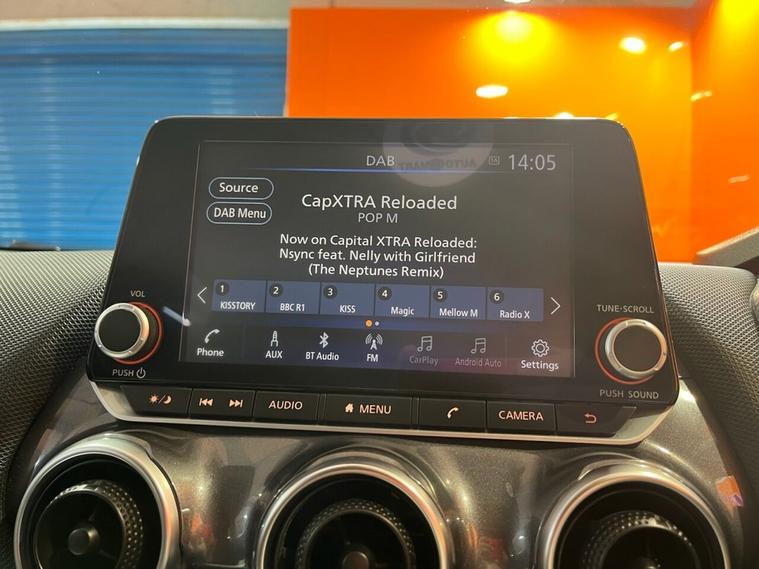 DAB
TA
14:05
Source
DAB Menu
CapXTRA Reloaded
POP M
Now on Capital XTRA Reloaded:
Nsync feat. Nelly with Girlfriend
(The Neptunes Remix)
1 KISSTORY
2 BBC R1
3 KISS
4 Magic
5 Mellow M
6 Radio X
Phone
AUX
BT Audio
FM
CarPlay
Android Auto
Settings
VOL
PUSH
TUNE·SCROLL
PUSH SOUND
AUDIO
MENU
CAMERA